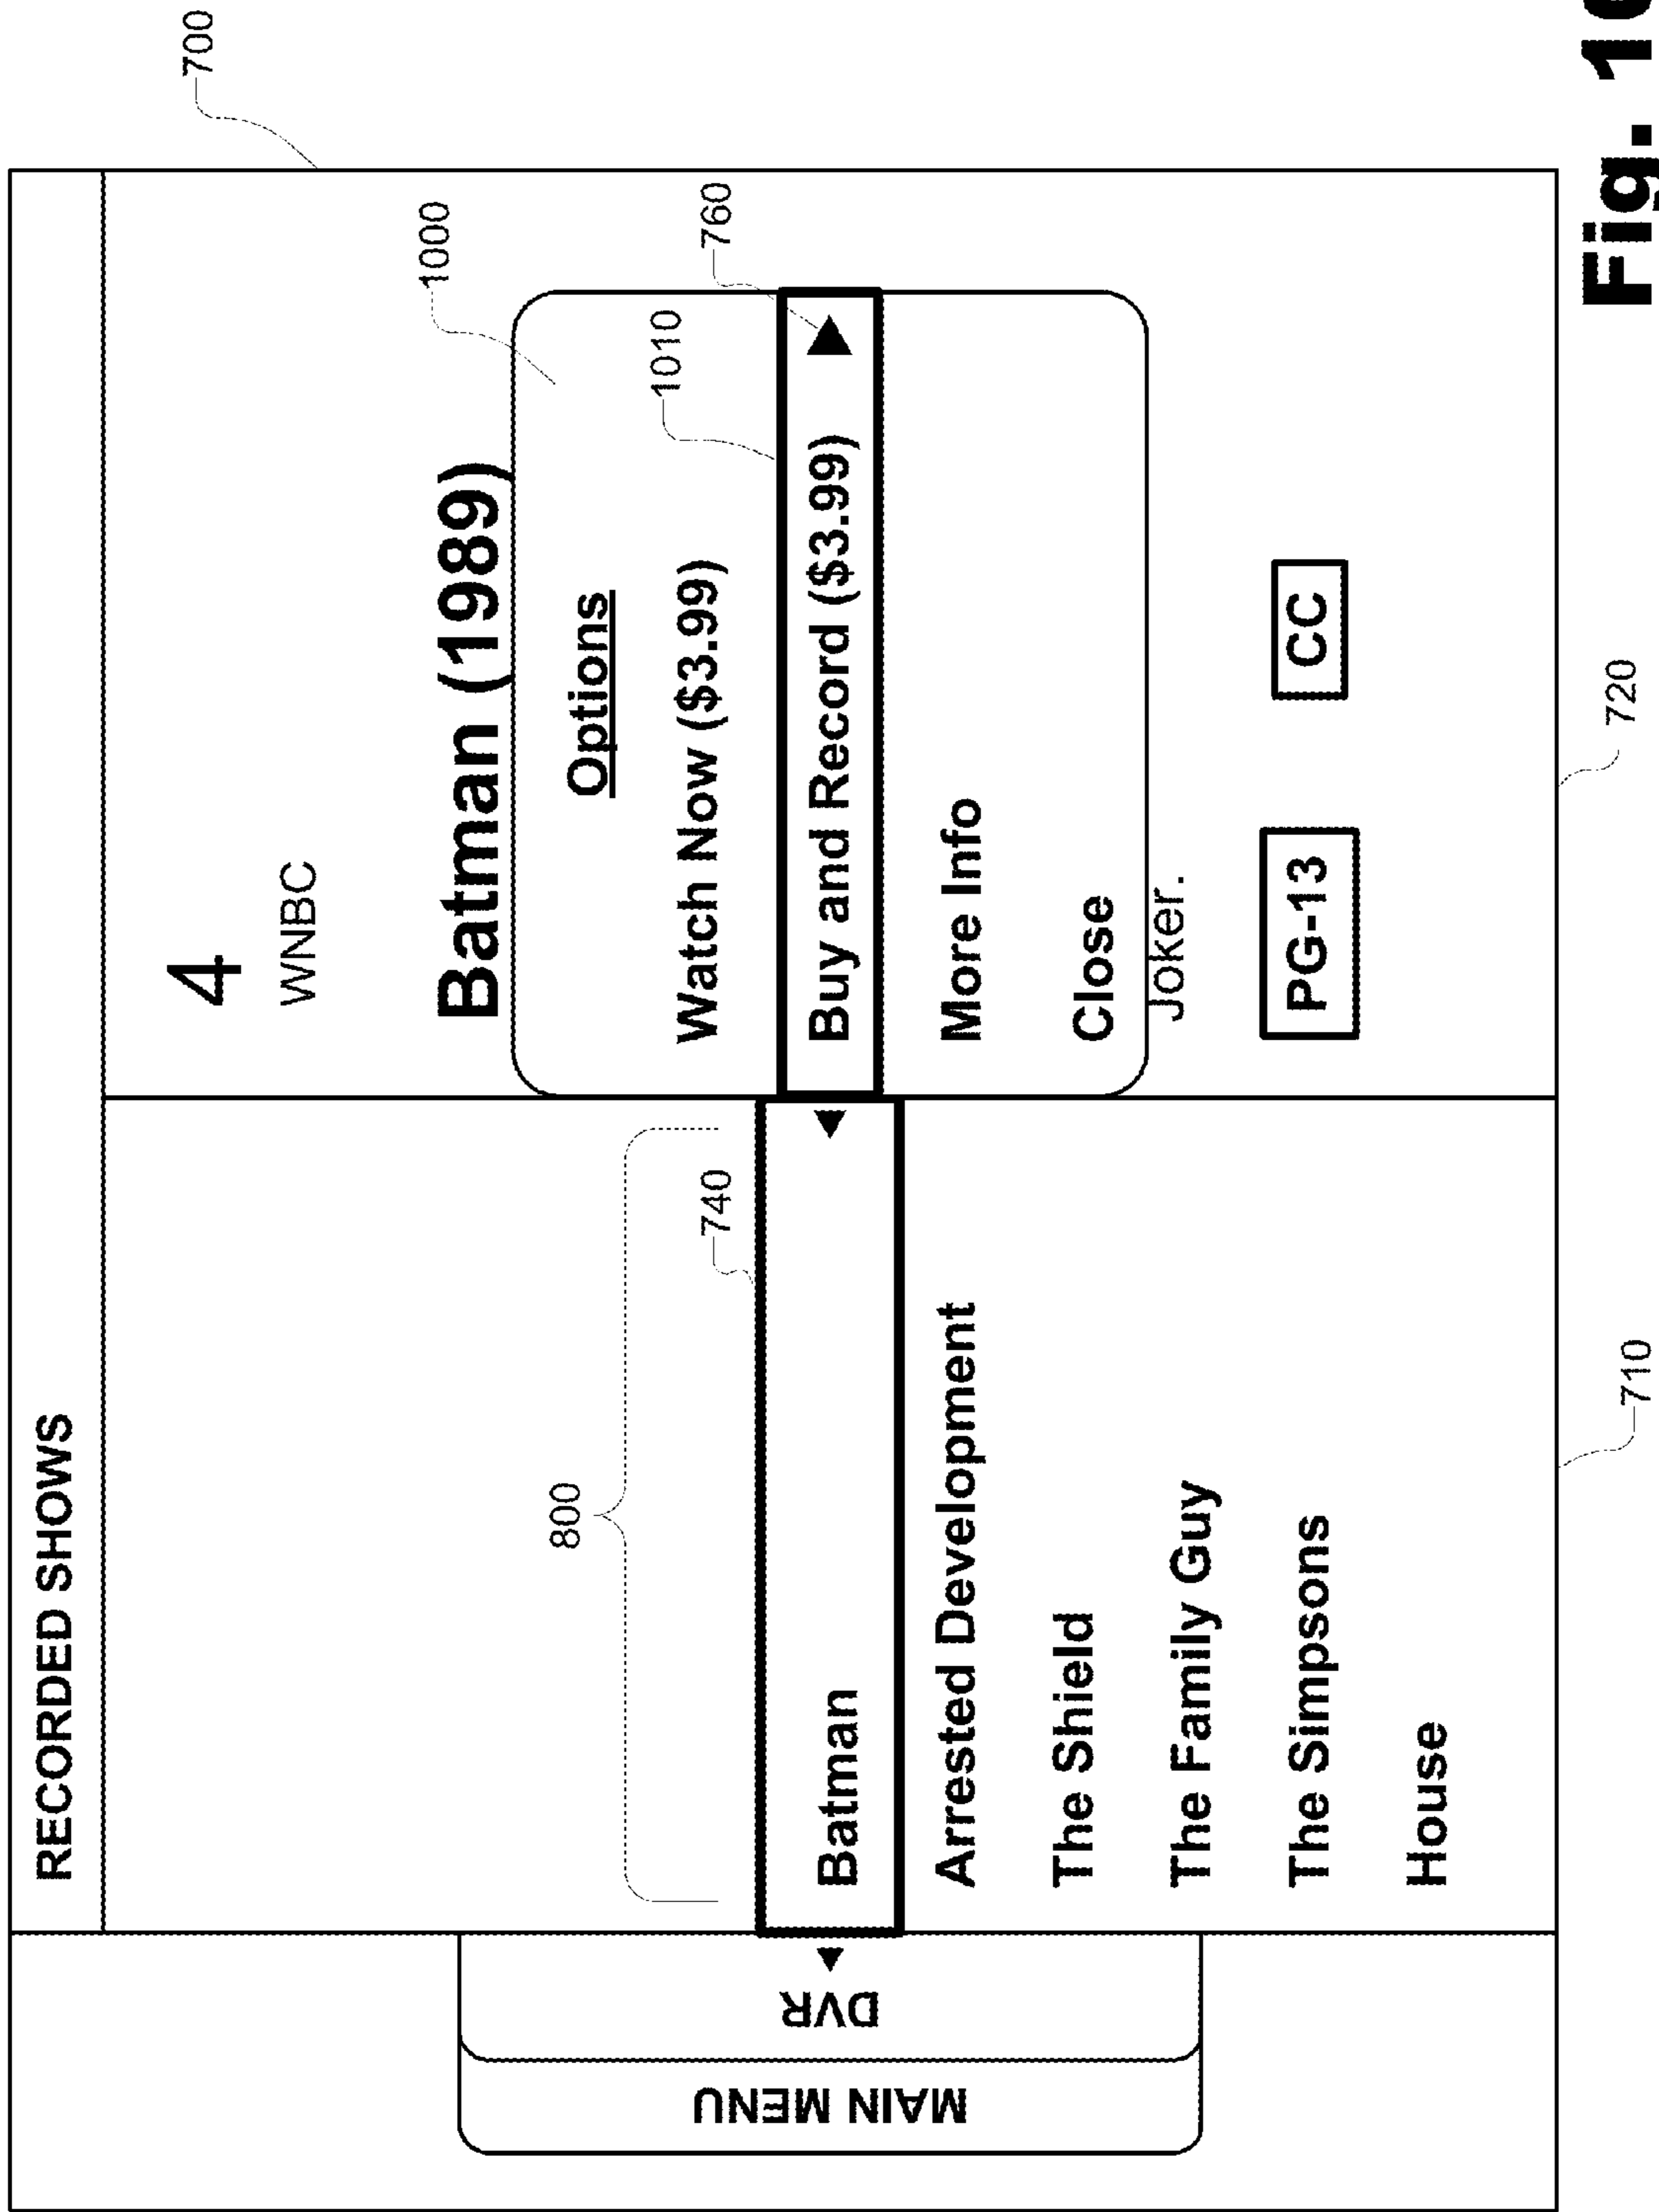 RECORDED SHOWS
700
MAIN MENU
DVR
800
740
Batman
Arrested Development
The Shield
The Family Guy
The Simpsons
House
4
WNBC
Batman (1989)
1000
Options
Watch Now ($3.99)
1010
760
Buy and Record ($3.99)
More Info
Close
Joker.
PG-13
CC
710
720
Fig.